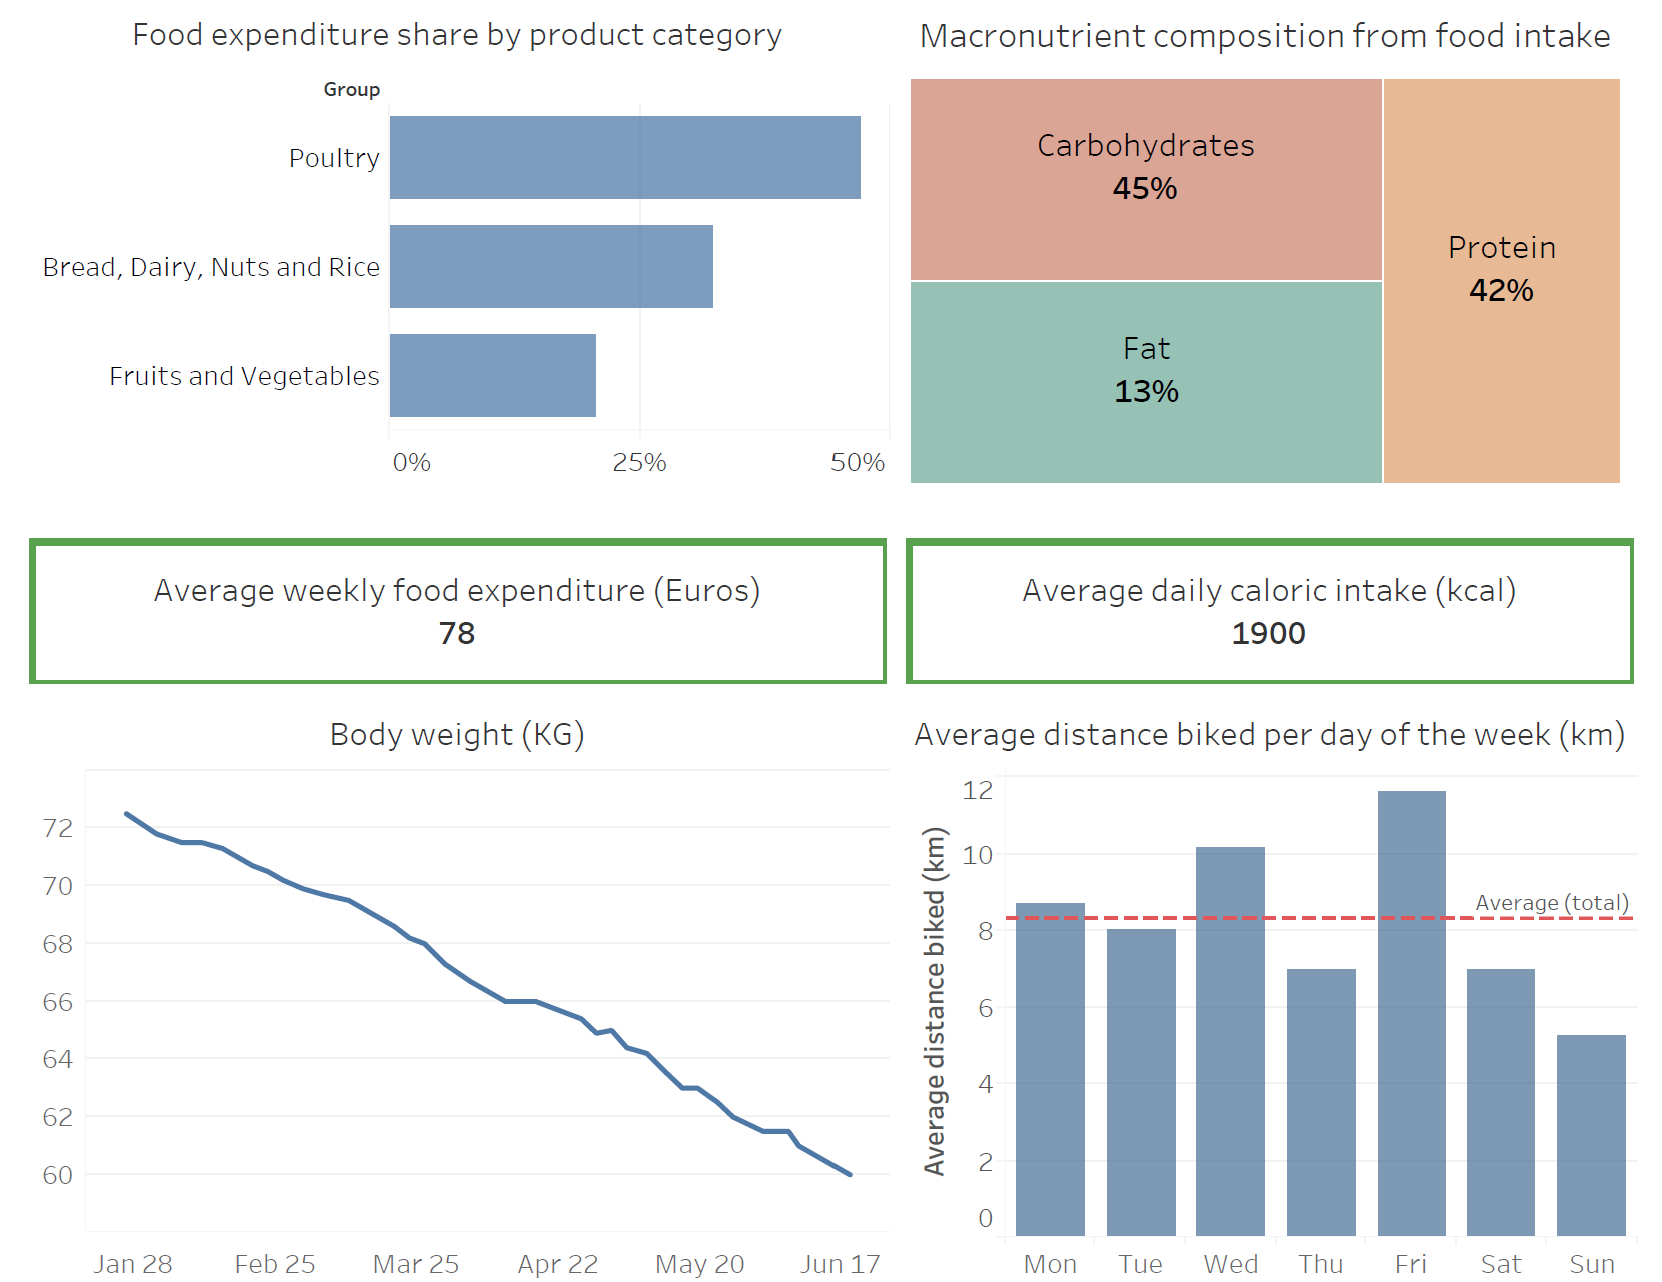 Food expenditure share by product category
Group
Poultry
Bread, Dairy, Nuts and Rice
Fruits and Vegetables
0% 25% 50%
Macronutrient composition from food intake
Carbohydrates
45%
Fat
13%
Protein
42%
Average weekly food expenditure (Euros)
78
Average daily caloric intake (kcal)
1900
Body weight (KG)
72
70
68
66
64
62
60
Jan 28 Feb 25 Mar 25 Apr 22 May 20 Jun 17
Average distance biked per day of the week (km)
Average distance biked (km)
12
10
8
6
4
2
0
Average (total)
Mon Tue Wed Thu Fri Sat Sun